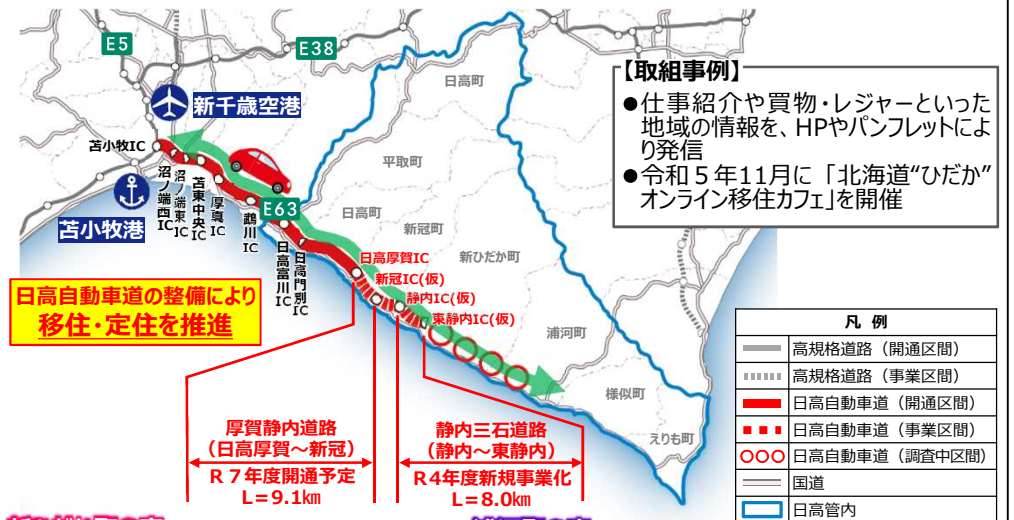 E5
E38
新千歳空港
苫小牧IC
苫小牧港
沼ノ端西IC
沼ノ端東IC
苫東中央IC
厚真IC
鵡川IC
E63
日高富川IC
日高門別IC
日高厚賀IC
新冠IC(仮)
静内IC(仮)
東静内IC(仮)
日高町
平取町
日高町
新冠町
新ひだか町
浦河町
様似町
えりも町
【取組事例】
●仕事紹介や買物・レジャーといった
地域の情報を、HPやパンフレットによ
り発信
●令和5年11月に「北海道“ひだか”
オンライン移住カフェ」を開催
日高自動車道の整備により
移住・定住を推進
厚賀静内道路
(日高厚賀~新冠)
R7年度開通予定
L=9.1km
静内三石道路
(静内~東静内)
R4年度新規事業化
L=8.0km
凡 例
高規格道路(開通区間)
高規格道路(事業区間)
日高自動車道(開通区間)
日高自動車道(事業区間)
日高自動車道(調査中区間)
国道
日高管内